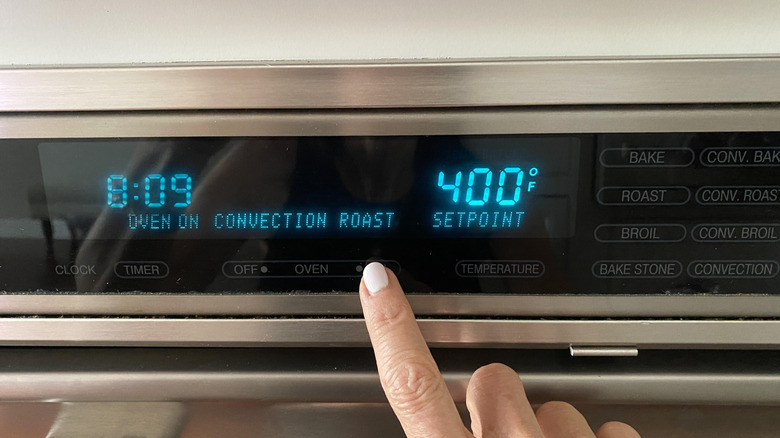 8:09 400°F
OVEN ON CONVECTION ROAST SETPOINT
CLOCK TIMER OFF OVEN TEMPERATURE
BAKE CONV. BAK
ROAST CONV. ROAST
BROIL CONV. BROIL
BAKE STONE CONVECTION